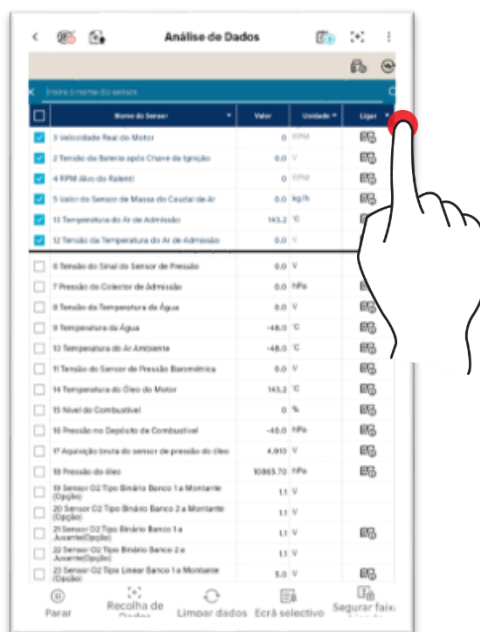 Análise de Dados
Insira o nome do sensor
Nome do Sensor Valor Unidade Ligar
3 Velocidade Real do Motor 0 RPM
2 Tensão da Bateria após Chave da Ignição 0.0 V
4 RPM Alvo do Ralenti 0 RPM
5 Valor do Sensor de Massa do Caudal de Ar 0.0 kg/h
13 Temperatura do Ar de Admissão 143,2 ℃
12 Tensão da Temperatura do Ar de Admissão 0.0 V
6 Tensão do Sinal do Sensor de Pressão 0.0 V
7 Pressão do Colector de Admissão 0.0 hPa
8 Tensão da Temperatura da Água 0.0 V
9 Temperatura da Água -48.0 ℃
10 Temperatura do Ar Ambiente -48.0 ℃
11 Tensão do Sensor de Pressão Barométrica 0.0 V
14 Temperatura do Óleo do Motor 143,2 ℃
15 Nível do Combustível 0 %
16 Pressão no Depósito de Combustível -48.0 hPa
17 Aquisição bruta do sensor de pressão do óleo 4.910 V
18 Pressão do óleo 10865.70 hPa
19 Sensor O2 Tipo Binário Banco 1 a Montante
(Opção) 1.1 V
20 Sensor O2 Tipo Binário Banco 2 a Montante
(Opção) 1.1 V
21 Sensor O2 Tipo Binário Banco 1 a
Jusante(Opção) 1.1 V
22 Sensor O2 Tipo Binário Banco 2 a
Jusante(Opção) 1.1 V
23 Sensor O2 Tipo Linear Banco 1 a Montante
(Opção) 5.0 V
Parar Recolha de Limpar dados Ecrã selectivo Segurar faix